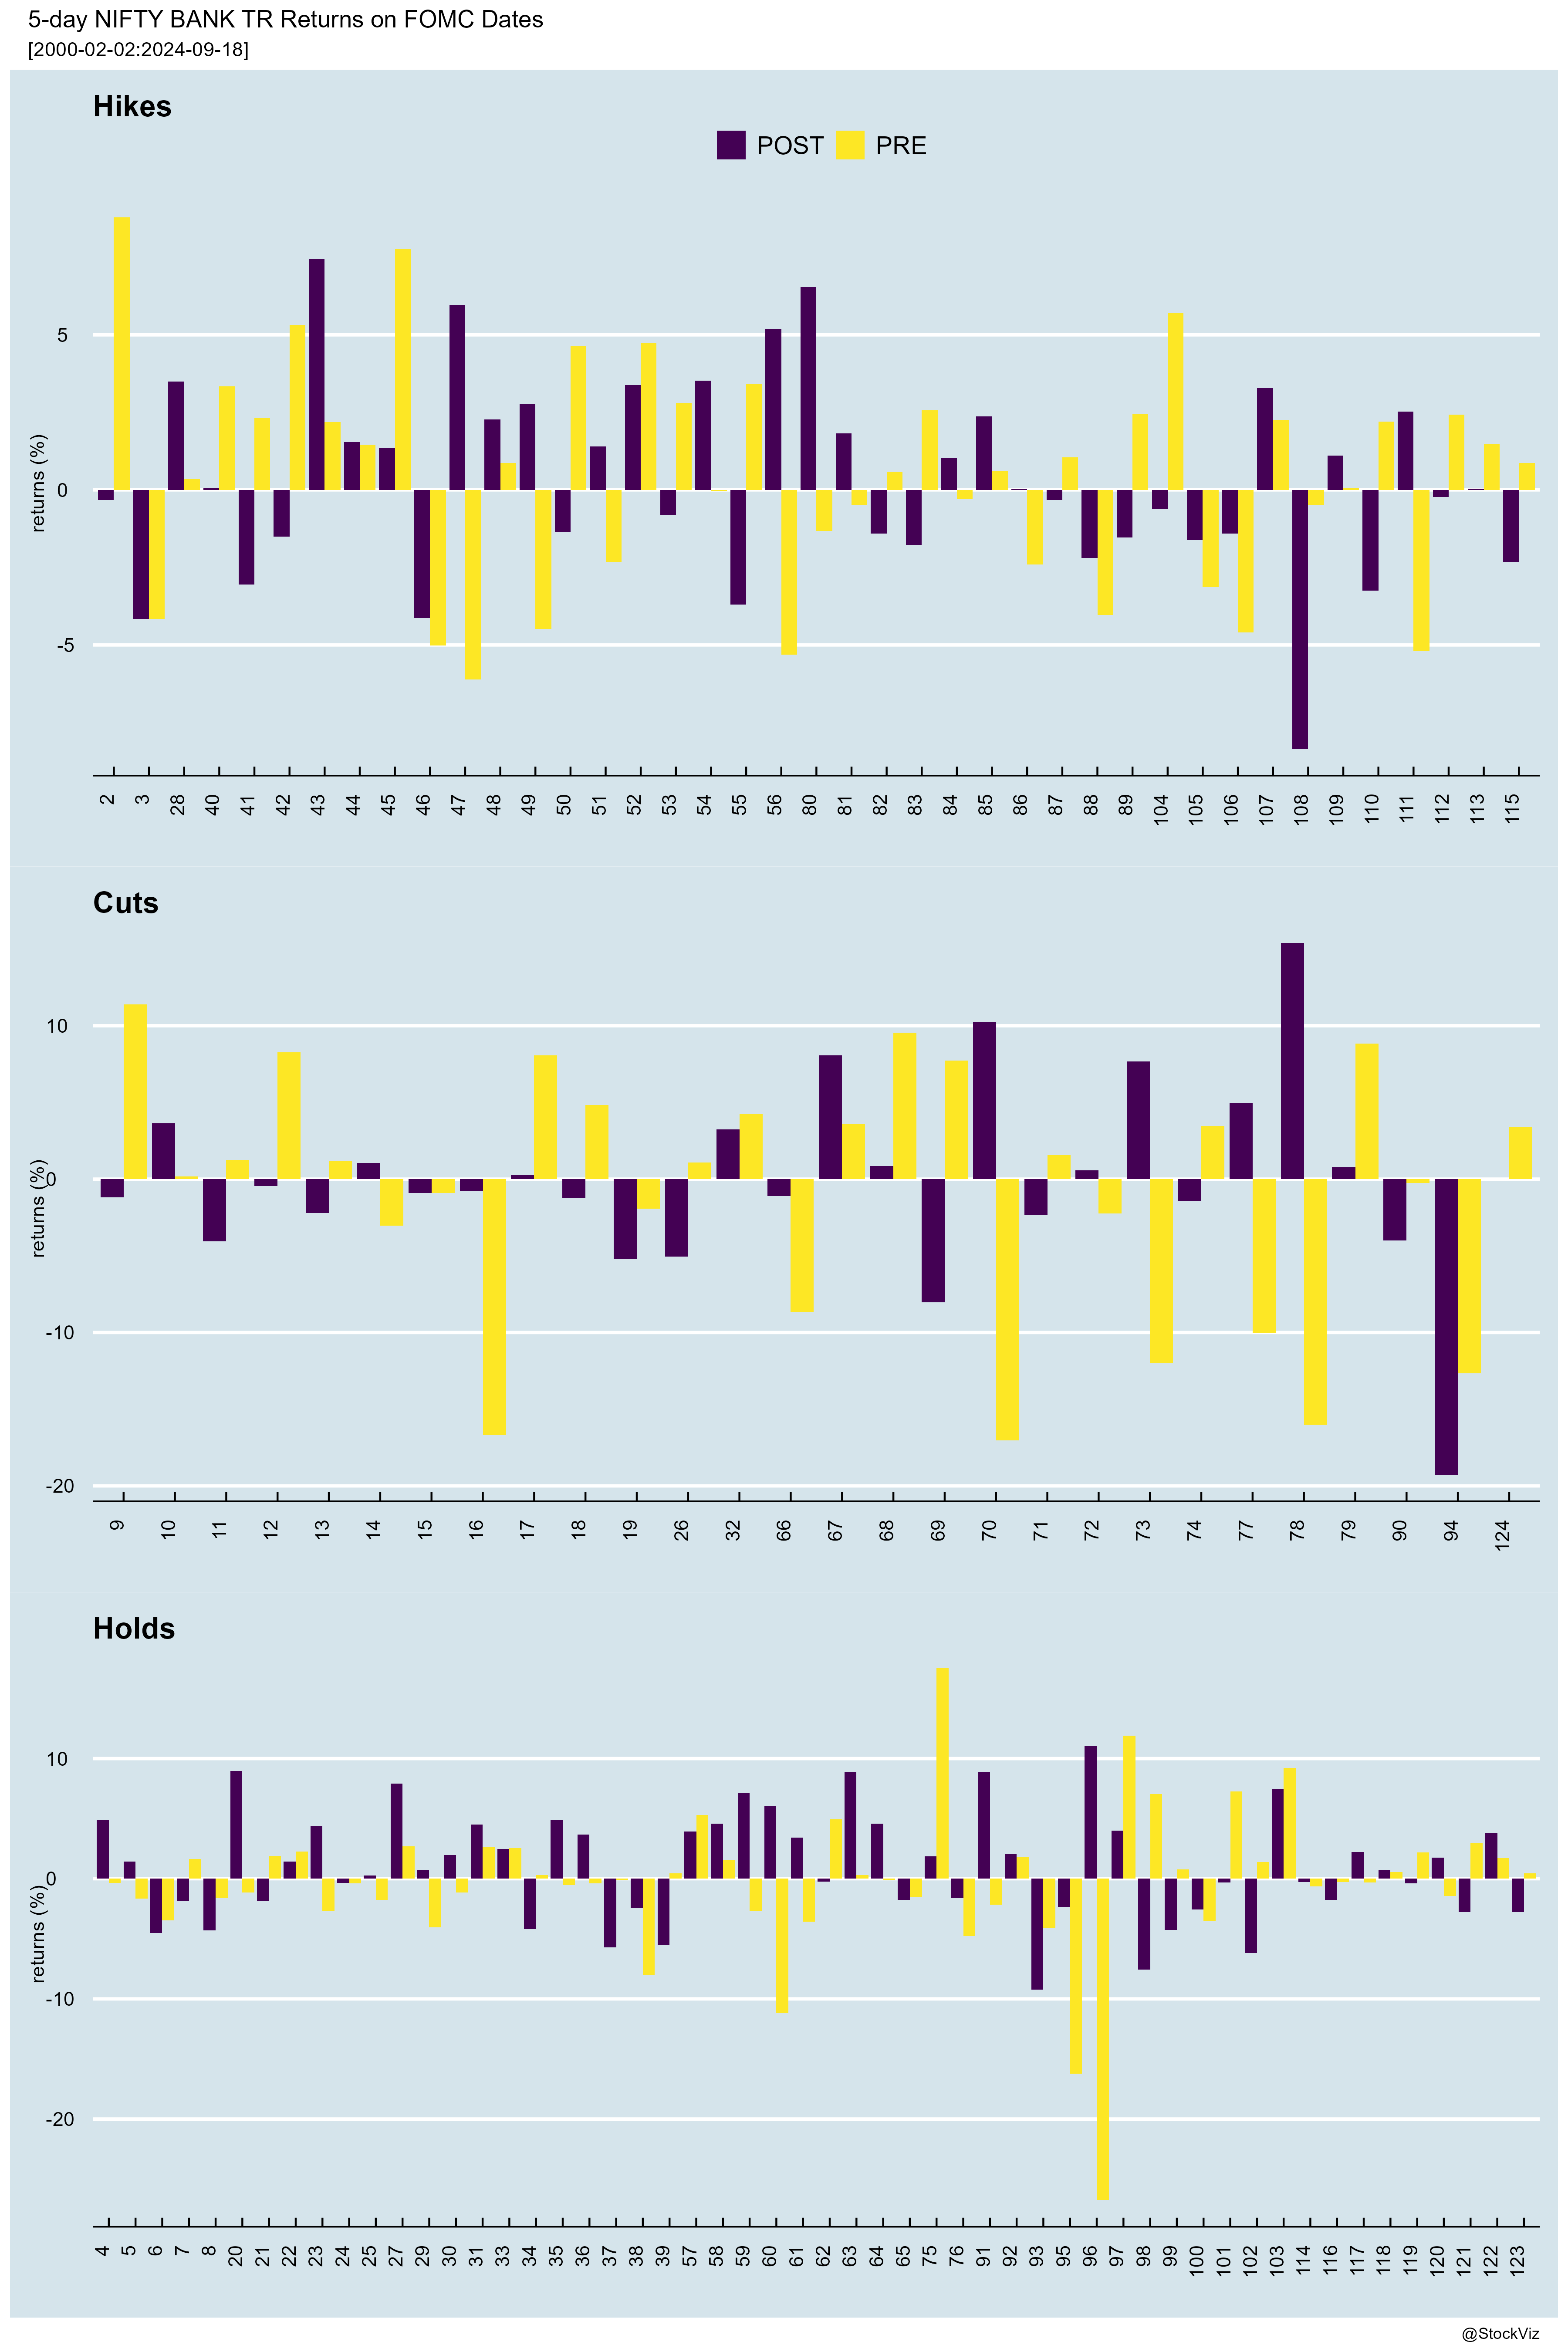 5-day NIFTY BANK TR Returns on FOMC Dates
[2000-02-02:2024-09-18]
Hikes
POST PRE
returns (%)
5
0
-5
2 3 28 40 41 42 43 44 45 46 47 48 49 50 51 52 53 54 55 56 80 81 82 83 84 85 86 87 88 89 104 105 106 107 108 109 110 111 112 113 115
Cuts
returns (%)
10
0
-10
-20
9 10 11 12 13 14 15 16 17 18 19 26 32 66 67 68 69 70 71 72 73 74 77 78 79 90 94 124
Holds
returns (%)
10
0
-10
-20
4 5 6 7 8 20 21 22 23 24 25 27 29 30 31 33 34 35 36 37 38 39 57 58 59 60 61 62 63 64 65 75 76 91 92 93 95 96 97 98 99 100 101 102 103 114 116 117 118 119 120 121 122 123
@StockViz